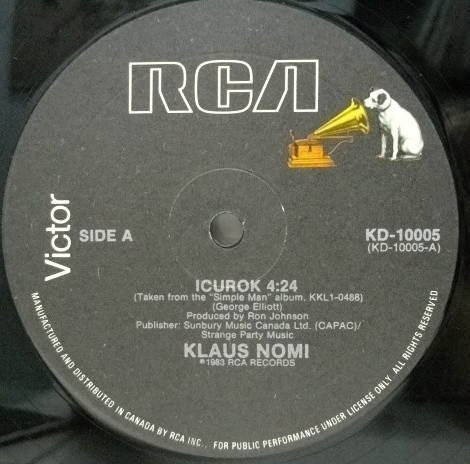 RCA
Victor
SIDE A
KD-10005
(KD-10005-A)
ICUROK 4:24
(Taken from the "Simple Man" album, KKL1-0488)
(George Elliott)
Produced by Ron Johnson
Publisher: Sunbury Music Canada Ltd. (CAPAC)/
Strange Party Music
KLAUS NOMI
℗1983 RCA RECORDS
MANUFACTURED AND DISTRIBUTED IN CANADA BY RCA INC., FOR PUBLIC PERFORMANCE UNDER LICENSE ONLY. ALL RIGHTS RESERVED